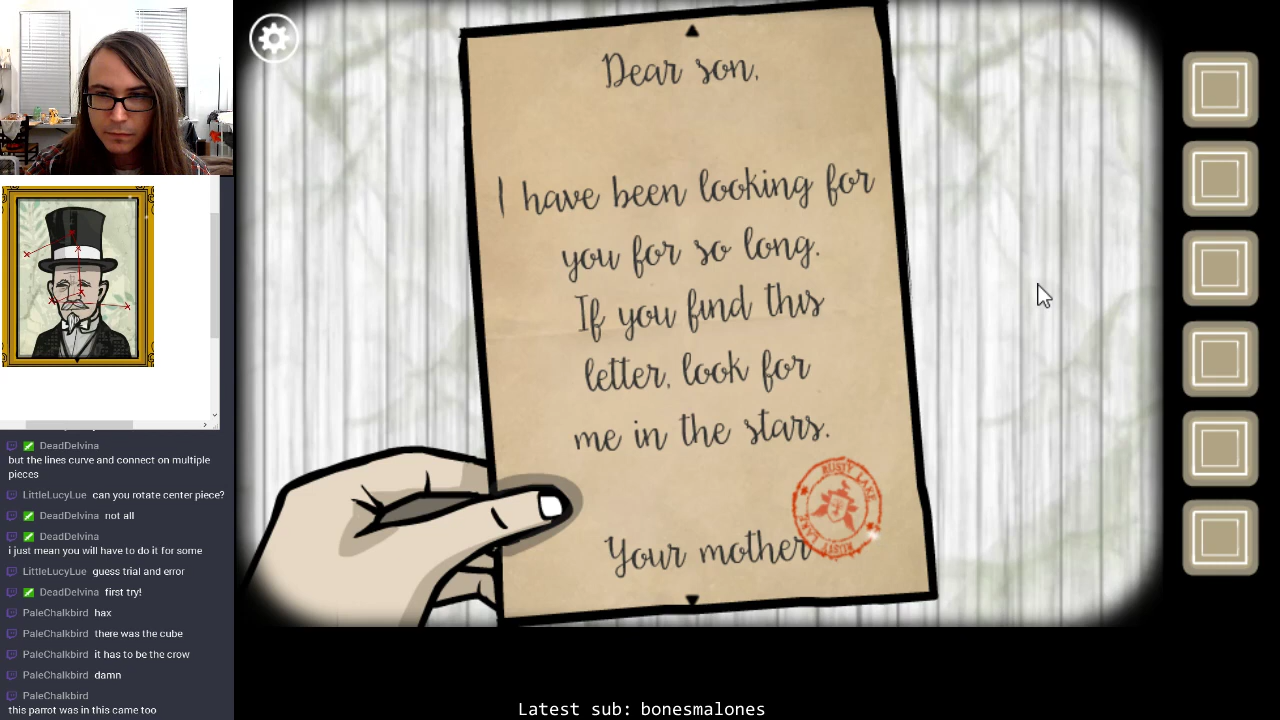 Dear son,
I have been looking for
you for so long.
If you find this
letter, look for
me in the stars.
Your mother
RUSTY LAKE
RUSTY LAKE
DeadDelvina
but the lines curve and connect on multiple
pieces
LittleLucyLue can you rotate center piece?
DeadDelvina not all
DeadDelvina
i just mean you will have to do it for some
LittleLucyLue guess trial and error
DeadDelvina first try!
PaleChalkbird hax
PaleChalkbird there was the cube
PaleChalkbird it has to be the crow
PaleChalkbird damn
PaleChalkbird
this parrot was in this came too
Latest sub: bonesmalones